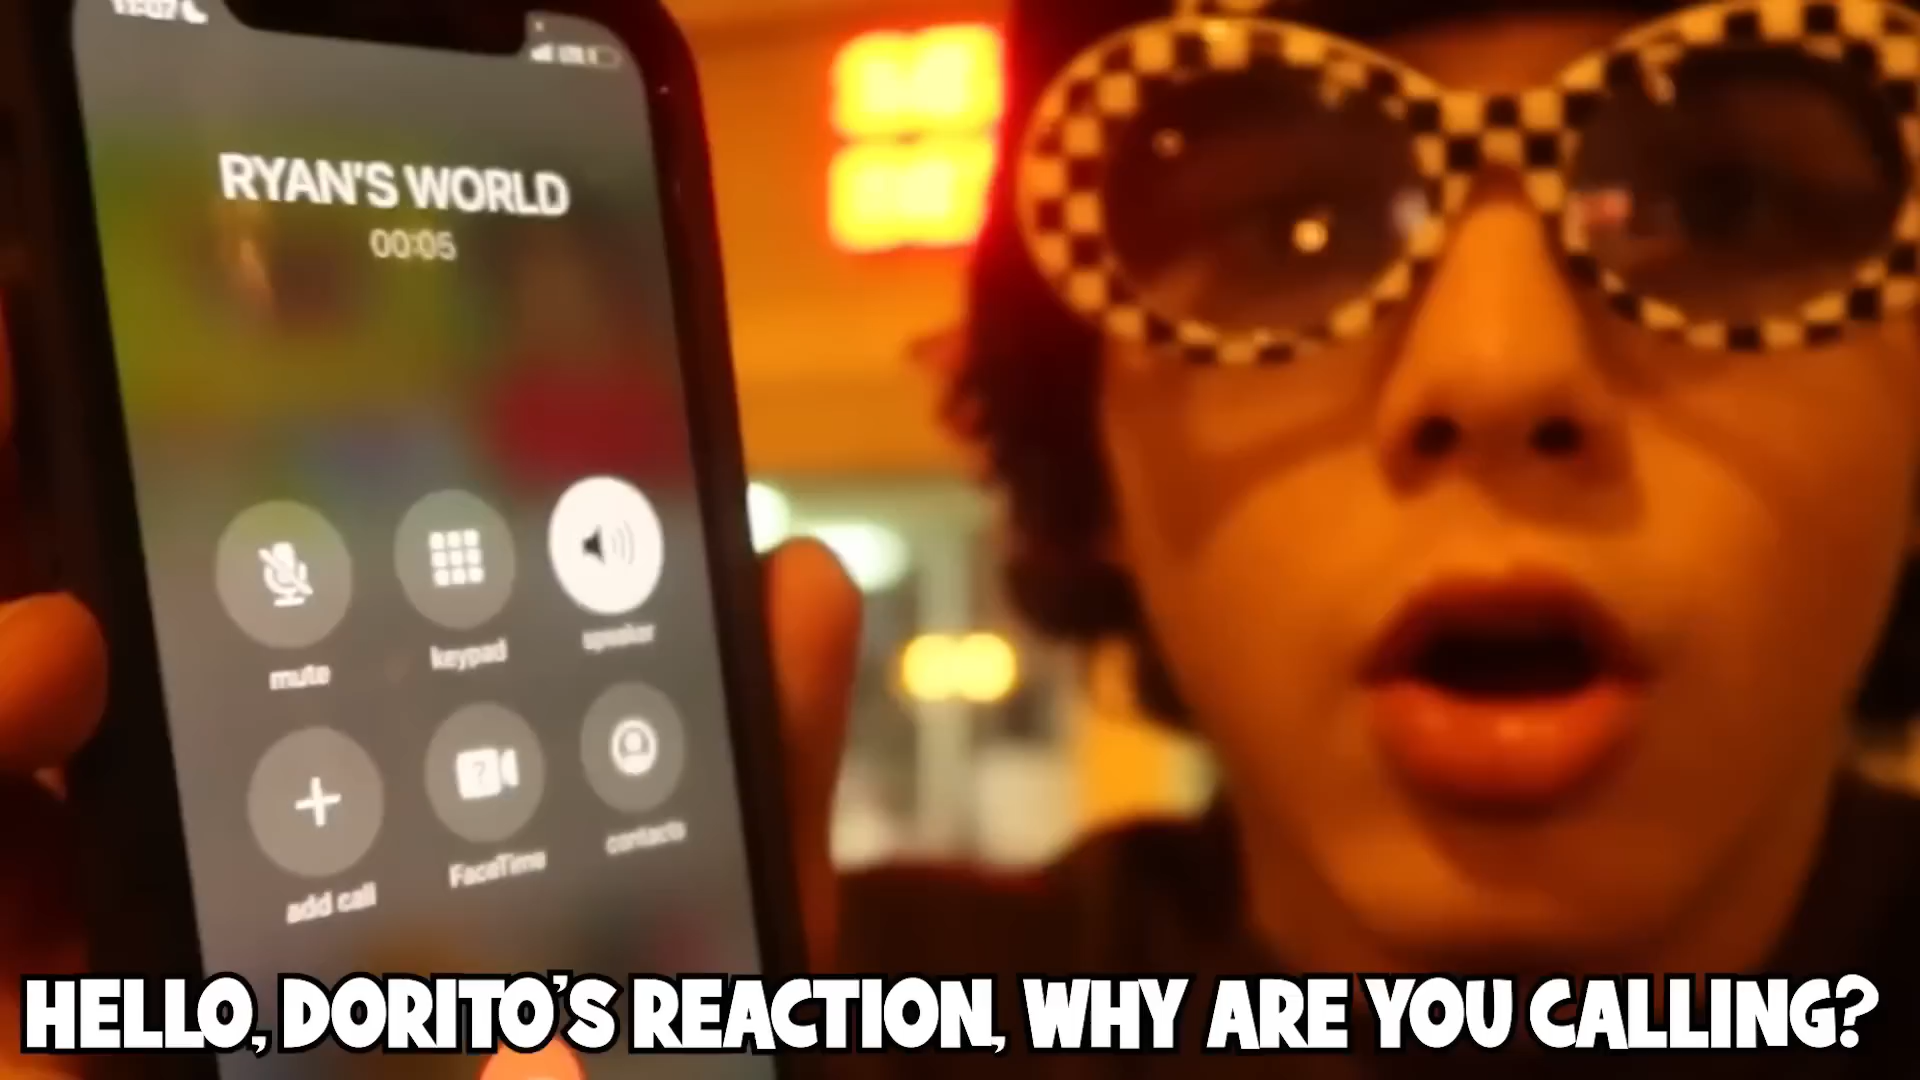 RYAN'S WORLD
00:05
mute
keypad
speaker
add call
FaceTime
contacts
HELLO, DORITO'S REACTION, WHY ARE YOU CALLING?